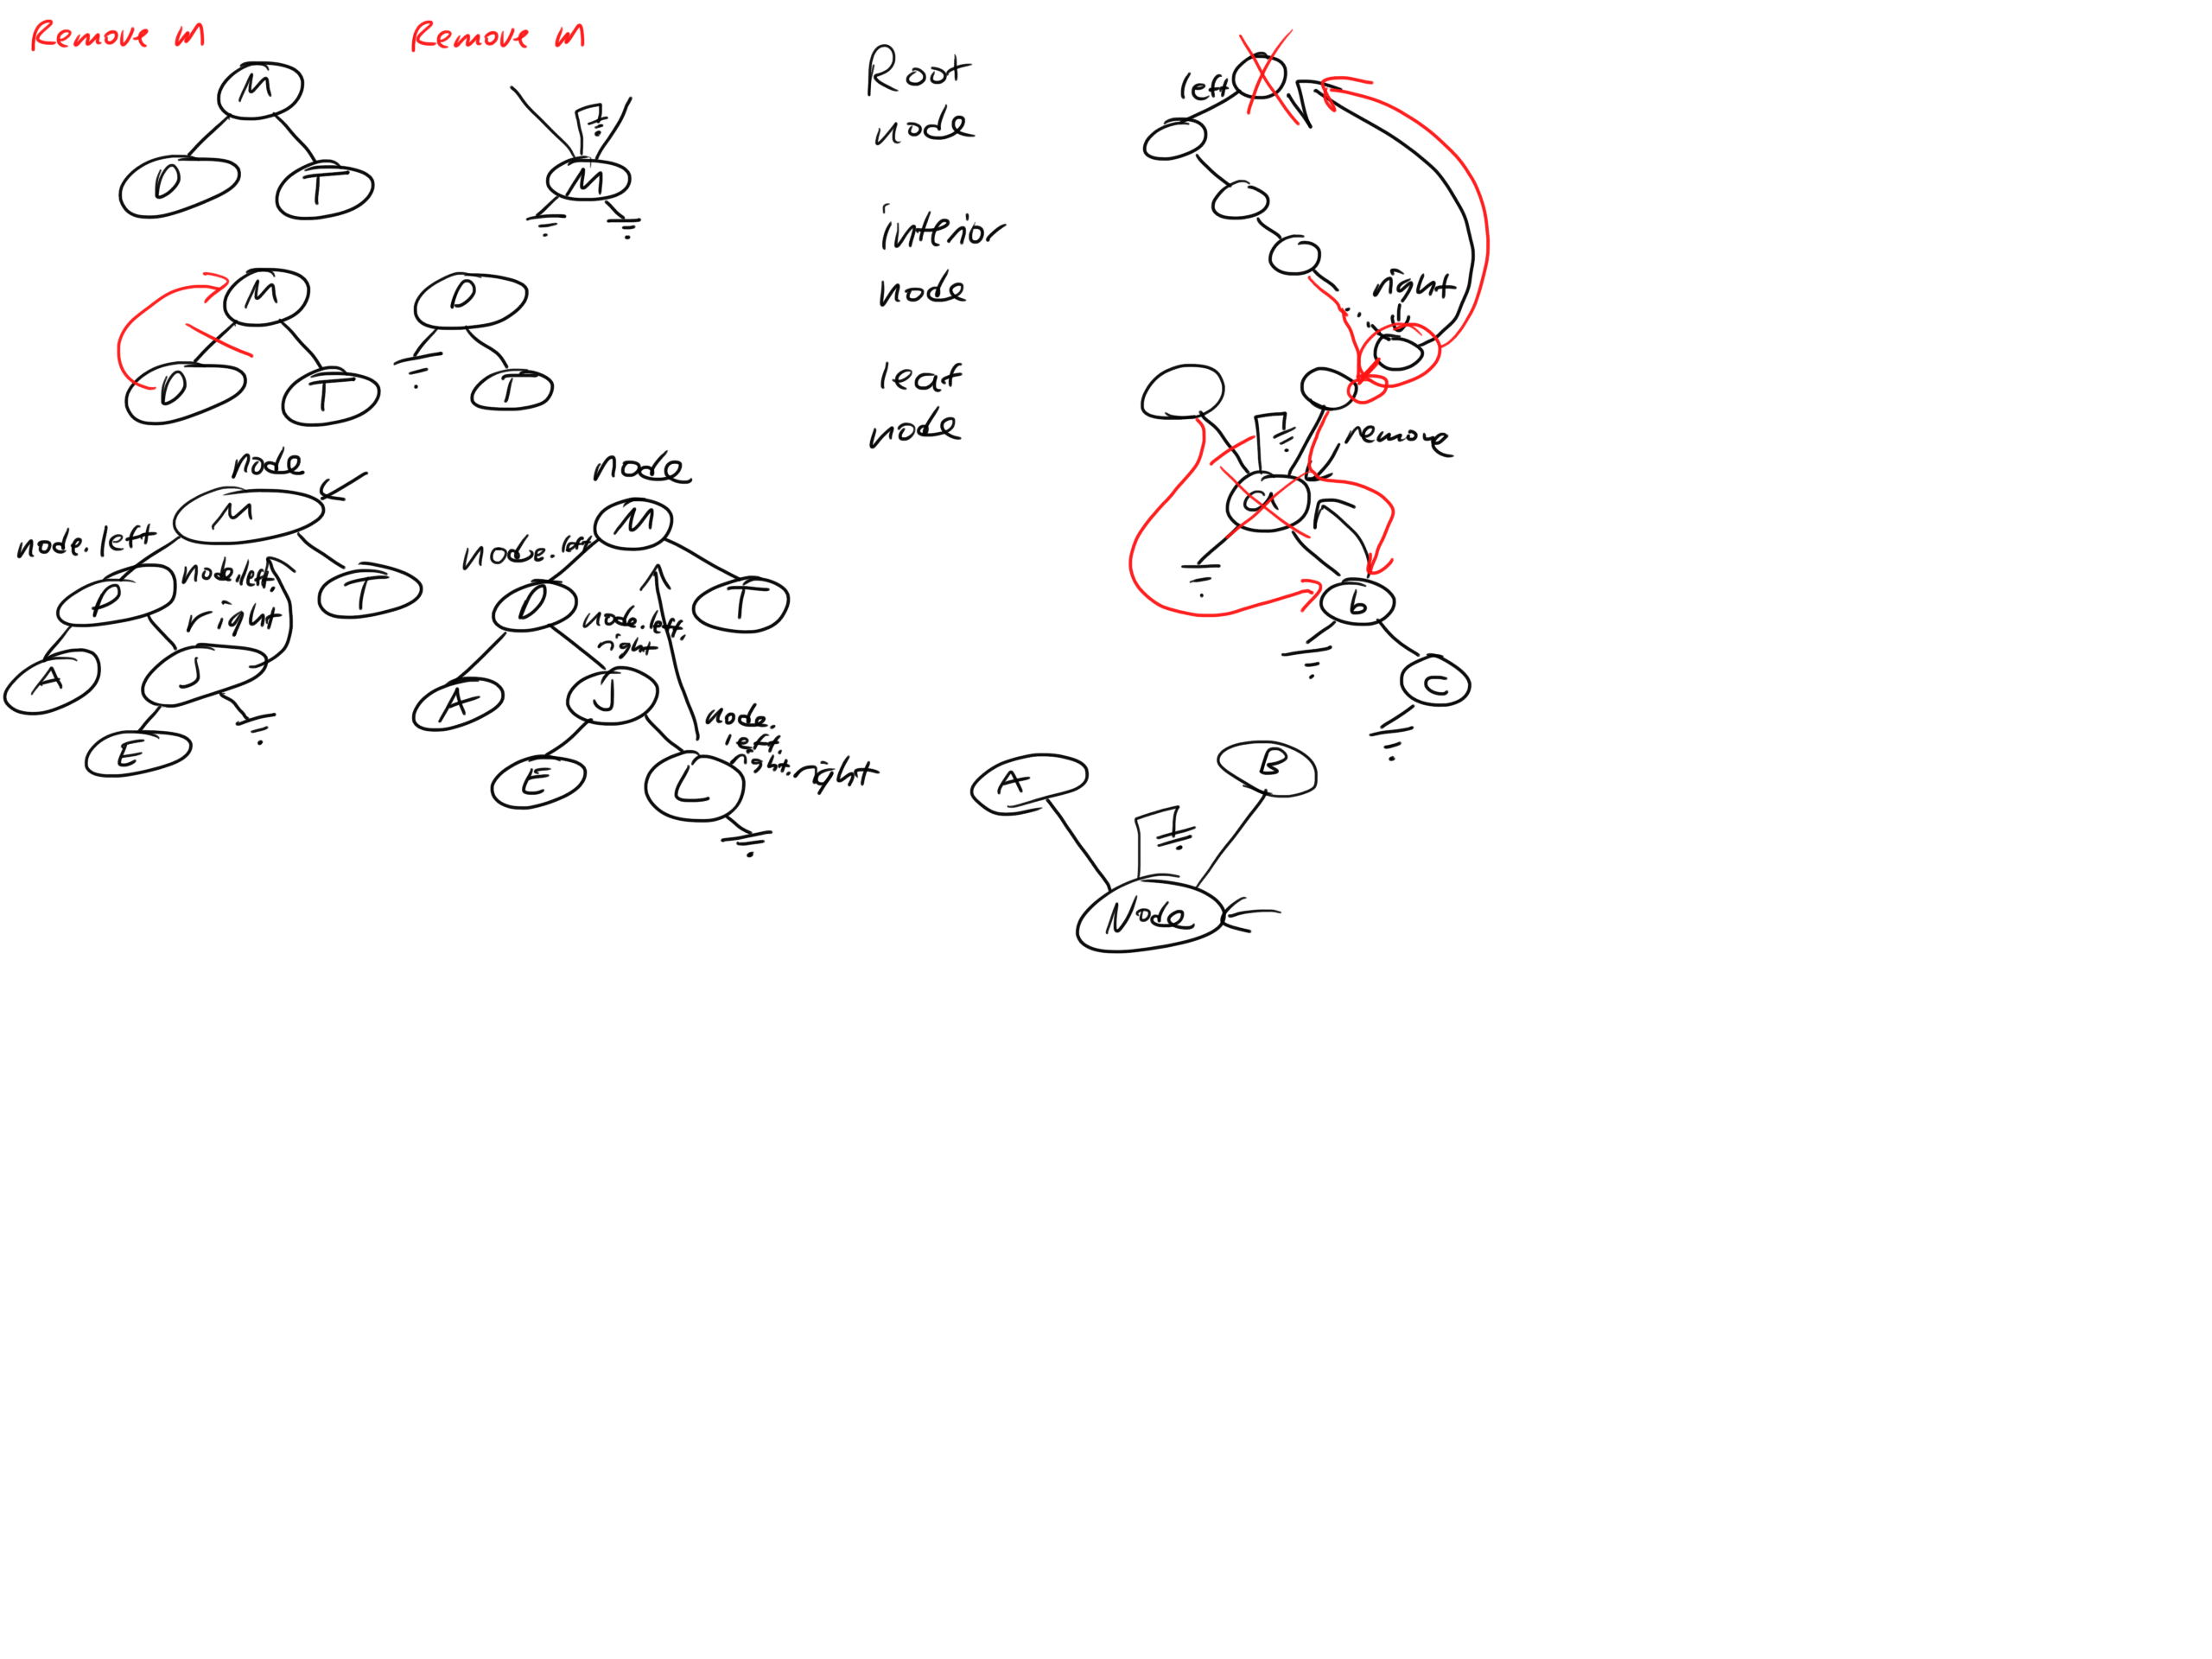 Remove M
M
D
T
Remove M
M
M
D
T
D
T
node
M
node.left
D
node.left.
right
T
A
J
E
node
M
node.left
D
node.left.
right
T
A
J
node.
left.
right.right
E
L
Root
node
interior
node
leaf
node
left
right
remove
a
b
c
A
B
Node